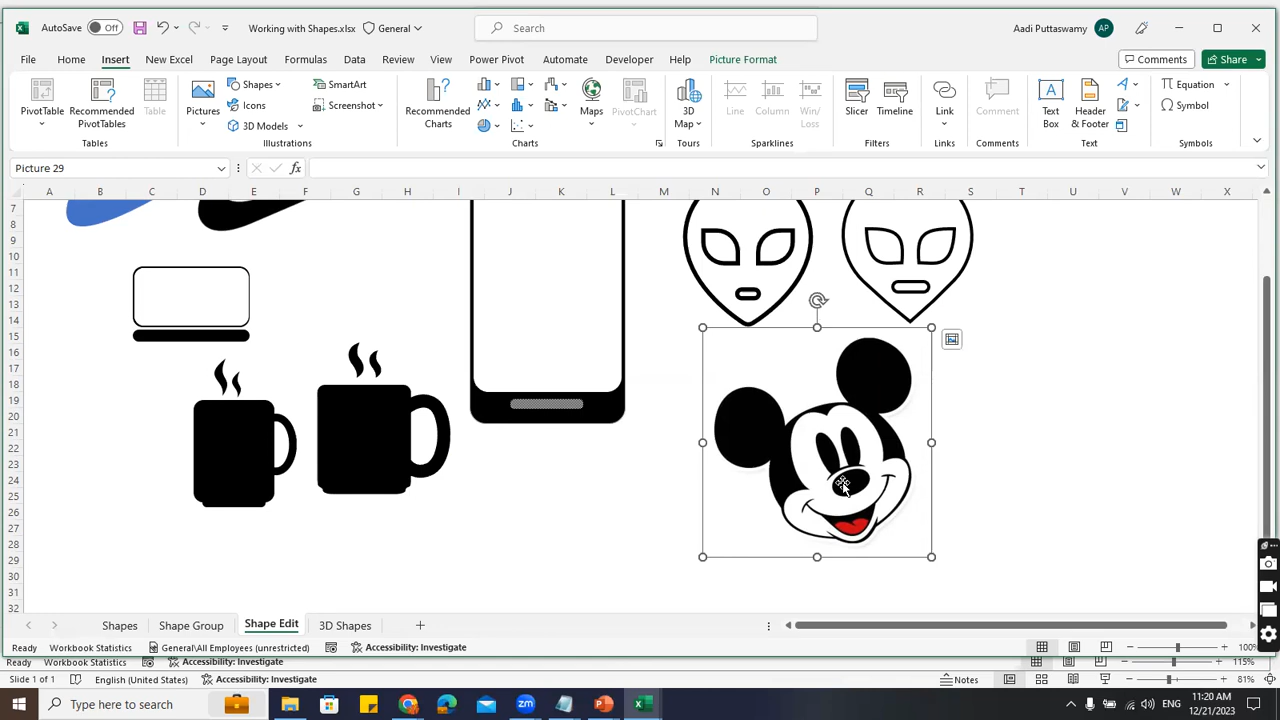 AutoSave Off Working with Shapes.xlsx General Search Aadi Puttaswamy AP
File Home Insert New Excel Page Layout Formulas Data Review View Power Pivot Automate Developer Help Picture Format Comments Share
PivotTable Recommended PivotTables Table
Tables
Pictures Shapes Icons 3D Models SmartArt Screenshot
Illustrations
Recommended Charts Maps PivotChart
Charts
3D Map
Tours
Line Column Win/Loss
Sparklines
Slicer Timeline
Filters
Link
Links
Comment
Comments
Text Box Header & Footer
Text
Equation Symbol
Symbols
Picture 29 fx
A B C D E F G H I J K L M N O P Q R S T U V W X
7
8
9
10
11
12
13
14
15
16
17
18
19
20
21
22
23
24
25
26
27
28
29
30
31
32
Shapes Shape Group Shape Edit 3D Shapes
Ready Workbook Statistics General\All Employees (unrestricted) Accessibility: Investigate 100%
Ready Workbook Statistics Accessibility: Investigate 115%
Slide 1 of 1 English (United States) Accessibility: Investigate Notes 81%
Type here to search zm ENG 11:20 AM
12/21/2023